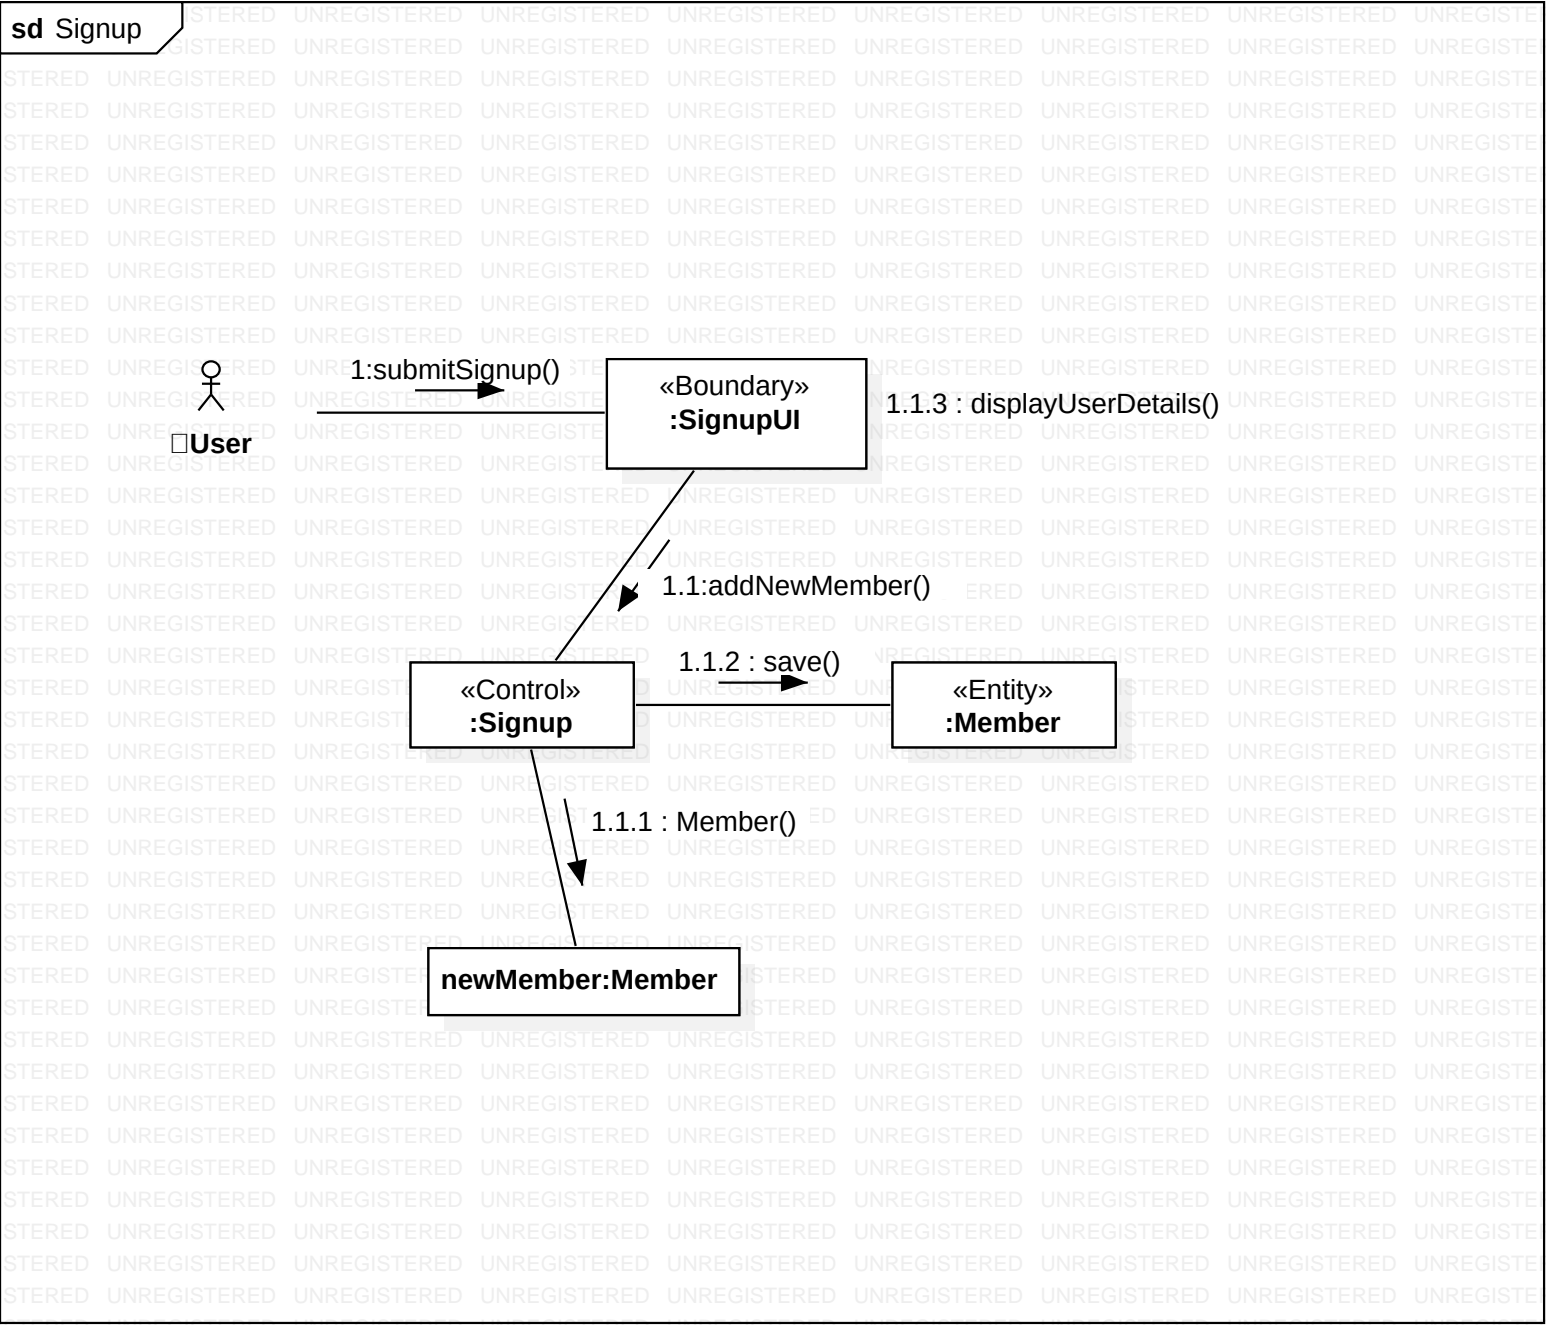 sd Signup
1:submitSignup()
«Boundary»
:SignupUI
1.1.3 : displayUserDetails()
User
1.1:addNewMember()
1.1.2 : save()
«Control»
:Signup
«Entity»
:Member
1.1.1 : Member()
newMember:Member
UNREGISTERED